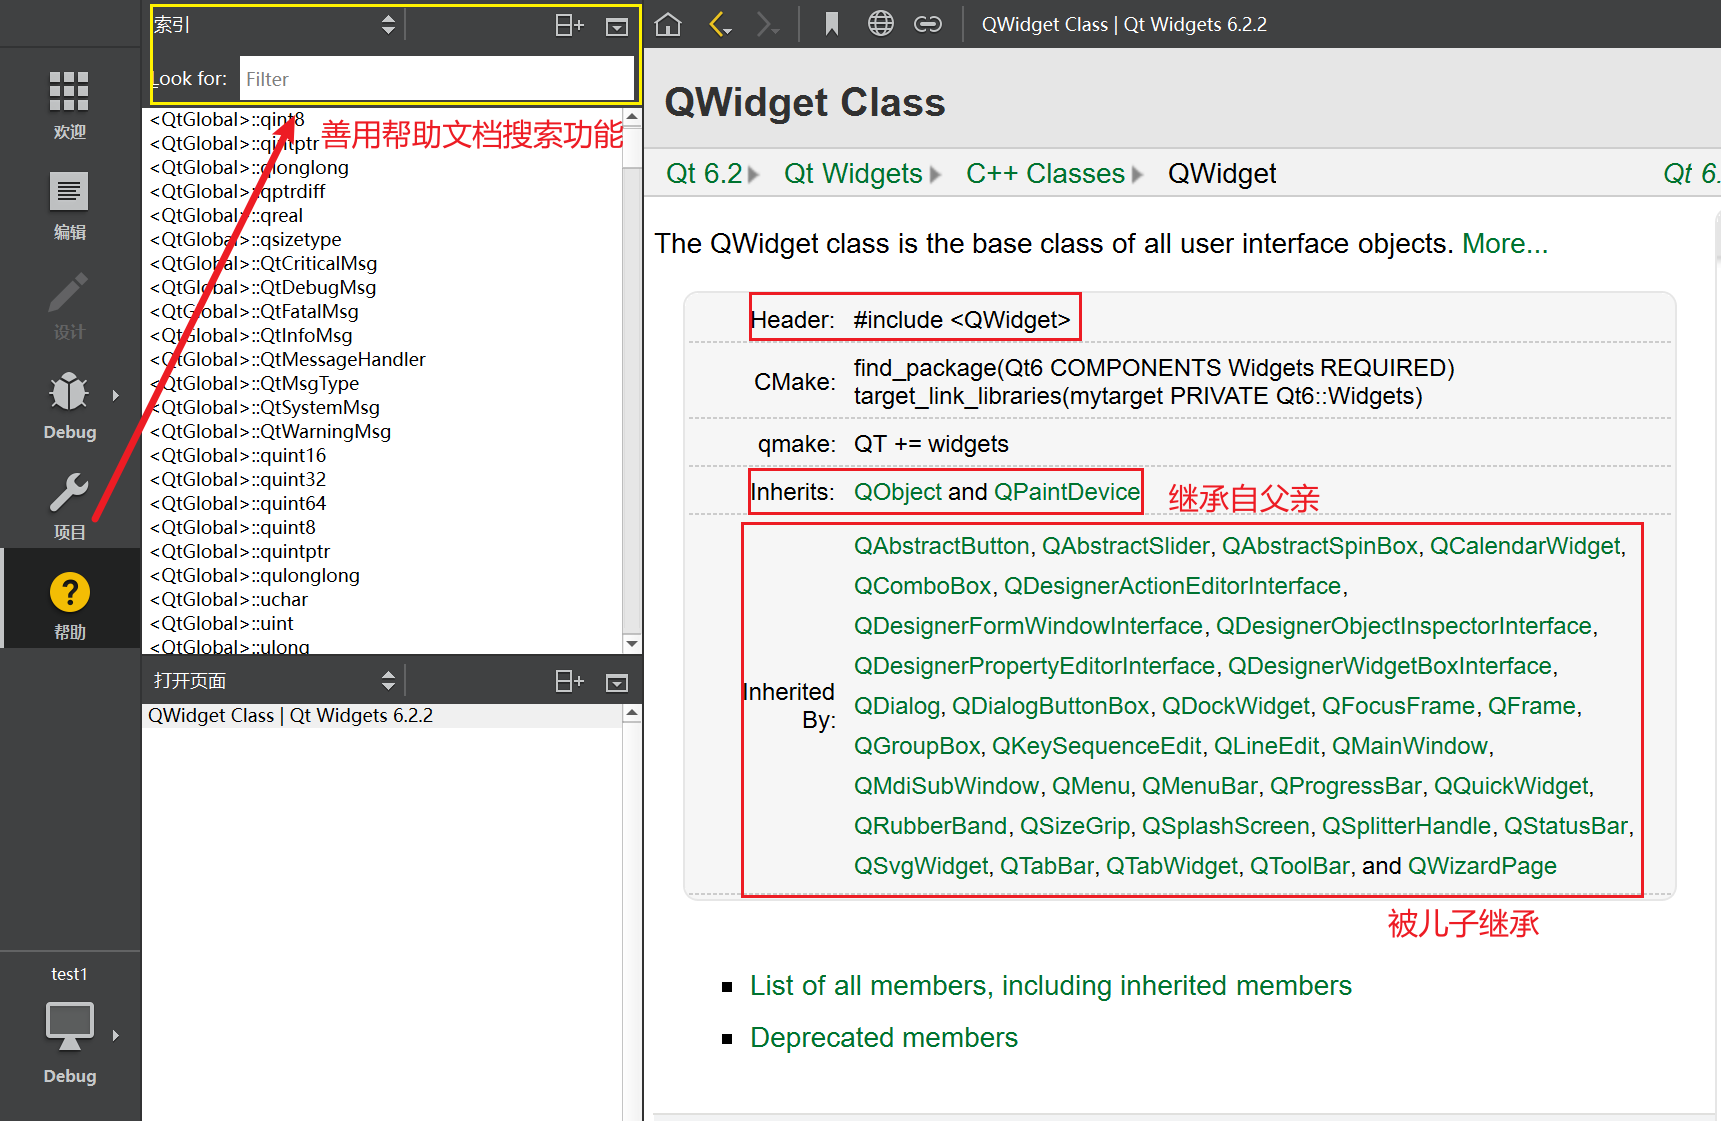 欢迎
编辑
设计
Debug
项目
帮助
test1
Debug
索引
Look for:
Filter
善用帮助文档搜索功能
<QtGlobal>::qint8
<QtGlobal>::qintptr
<QtGlobal>::qlonglong
<QtGlobal>::qptrdiff
<QtGlobal>::qreal
<QtGlobal>::qsizetype
<QtGlobal>::QtCriticalMsg
<QtGlobal>::QtDebugMsg
<QtGlobal>::QtFatalMsg
<QtGlobal>::QtInfoMsg
<QtGlobal>::QtMessageHandler
<QtGlobal>::QtMsgType
<QtGlobal>::QtSystemMsg
<QtGlobal>::QtWarningMsg
<QtGlobal>::quint16
<QtGlobal>::quint32
<QtGlobal>::quint64
<QtGlobal>::quint8
<QtGlobal>::quintptr
<QtGlobal>::qulonglong
<QtGlobal>::uchar
<QtGlobal>::uint
<QtGlobal>::ulong
打开页面
QWidget Class | Qt Widgets 6.2.2
QWidget Class | Qt Widgets 6.2.2
QWidget Class
Qt 6.2 Qt Widgets C++ Classes QWidget Qt 6.
The QWidget class is the base class of all user interface objects. More...
Header: #include <QWidget>
CMake: find_package(Qt6 COMPONENTS Widgets REQUIRED)
target_link_libraries(mytarget PRIVATE Qt6::Widgets)
qmake: QT += widgets
Inherits: QObject and QPaintDevice
继承自父亲
Inherited
By:
QAbstractButton, QAbstractSlider, QAbstractSpinBox, QCalendarWidget,
QComboBox, QDesignerActionEditorInterface,
QDesignerFormWindowInterface, QDesignerObjectInspectorInterface,
QDesignerPropertyEditorInterface, QDesignerWidgetBoxInterface,
QDialog, QDialogButtonBox, QDockWidget, QFocusFrame, QFrame,
QGroupBox, QKeySequenceEdit, QLineEdit, QMainWindow,
QMdiSubWindow, QMenu, QMenuBar, QProgressBar, QQuickWidget,
QRubberBand, QSizeGrip, QSplashScreen, QSplitterHandle, QStatusBar,
QSvgWidget, QTabBar, QTabWidget, QToolBar, and QWizardPage
被儿子继承
List of all members, including inherited members
Deprecated members